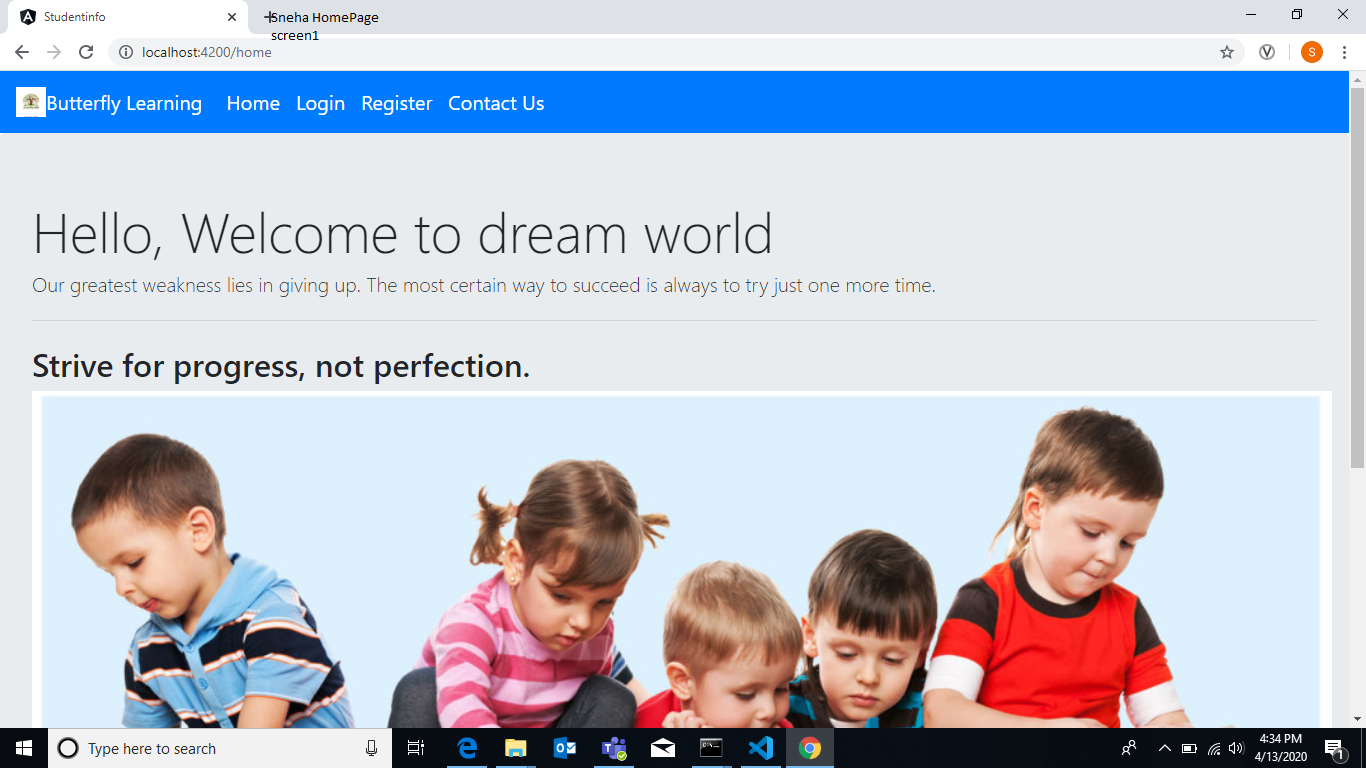 Studentinfo
Sneha HomePage
screen1
localhost:4200/home
S
Butterfly Learning Home Login Register Contact Us
Hello, Welcome to dream world
Our greatest weakness lies in giving up. The most certain way to succeed is always to try just one more time.
Strive for progress, not perfection.
Type here to search
4:34 PM
4/13/2020
1